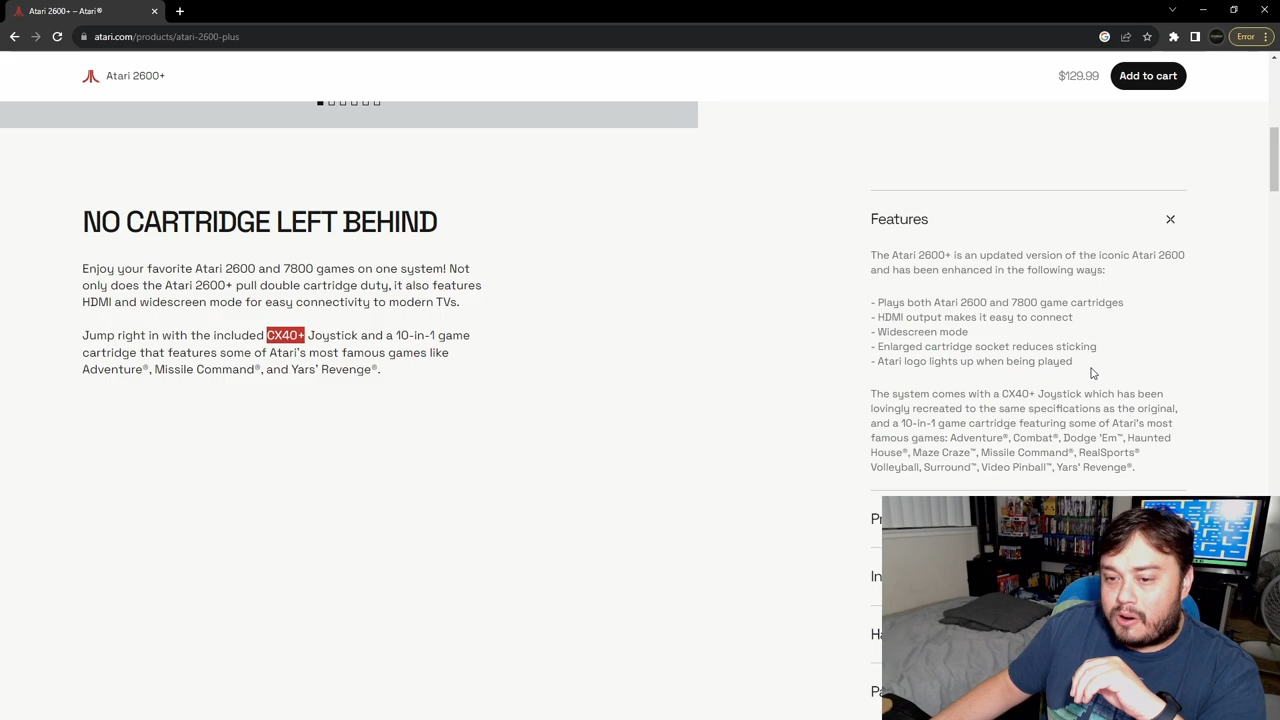 Atari 2600+ – Atari®
atari.com/products/atari-2600-plus
Error
Atari 2600+
$129.99
Add to cart
NO CARTRIDGE LEFT BEHIND
Enjoy your favorite Atari 2600 and 7800 games on one system! Not
only does the Atari 2600+ pull double cartridge duty, it also features
HDMI and widescreen mode for easy connectivity to modern TVs.
Jump right in with the included CX40+ Joystick and a 10-in-1 game
cartridge that features some of Atari's most famous games like
Adventure®, Missile Command®, and Yars' Revenge®.
Features
The Atari 2600+ is an updated version of the iconic Atari 2600
and has been enhanced in the following ways:
- Plays both Atari 2600 and 7800 game cartridges
- HDMI output makes it easy to connect
- Widescreen mode
- Enlarged cartridge socket reduces sticking
- Atari logo lights up when being played
The system comes with a CX40+ Joystick which has been
lovingly recreated to the same specifications as the original,
and a 10-in-1 game cartridge featuring some of Atari's most
famous games: Adventure®, Combat®, Dodge 'Em™, Haunted
House®, Maze Craze™, Missile Command®, RealSports®
Volleyball, Surround™, Video Pinball™, Yars' Revenge®.